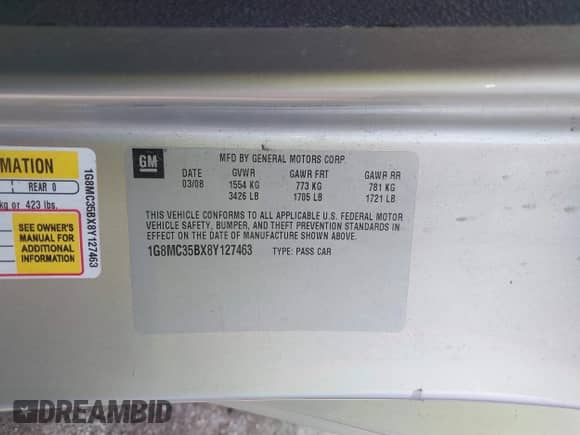 GM
MFD BY GENERAL MOTORS CORP.
DATE GVWR GAWR FRT GAWR RR
03/08 1554 KG 773 KG 781 KG
3426 LB 1705 LB 1721 LB
THIS VEHICLE CONFORMS TO ALL APPLICABLE U.S. FEDERAL MOTOR
VEHICLE SAFETY, BUMPER, AND THEFT PREVENTION STANDARDS IN
EFFECT ON THE DATE OF MANUFACTURE SHOWN ABOVE.
1G8MC35BX8Y127463 TYPE: PASS CAR
REAR 0
kg or 423 lbs.
SEE OWNER'S
MANUAL FOR
ADDITIONAL
INFORMATION
1G8MC35BX8Y127463
DREAMBID